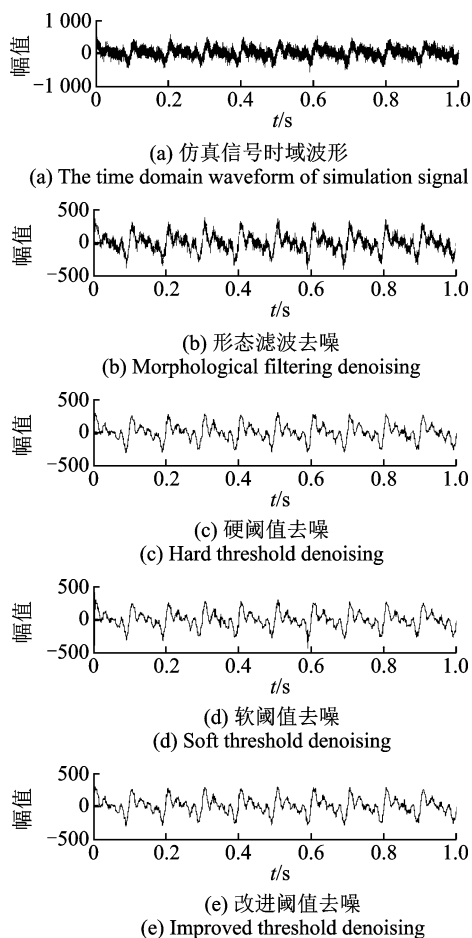 1 000
0
−1 000
幅值
0
0.2
0.4
0.6
0.8
1.0
t/s
(a) 仿真信号时域波形
(a) The time domain waveform of simulation signal
500
0
−500
幅值
0
0.2
0.4
0.6
0.8
1.0
t/s
(b) 形态滤波去噪
(b) Morphological filtering denoising
500
0
−500
幅值
0
0.2
0.4
0.6
0.8
1.0
t/s
(c) 硬阈值去噪
(c) Hard threshold denoising
500
0
−500
幅值
0
0.2
0.4
0.6
0.8
1.0
t/s
(d) 软阈值去噪
(d) Soft threshold denoising
500
0
−500
幅值
0
0.2
0.4
0.6
0.8
1.0
t/s
(e) 改进阈值去噪
(e) Improved threshold denoising